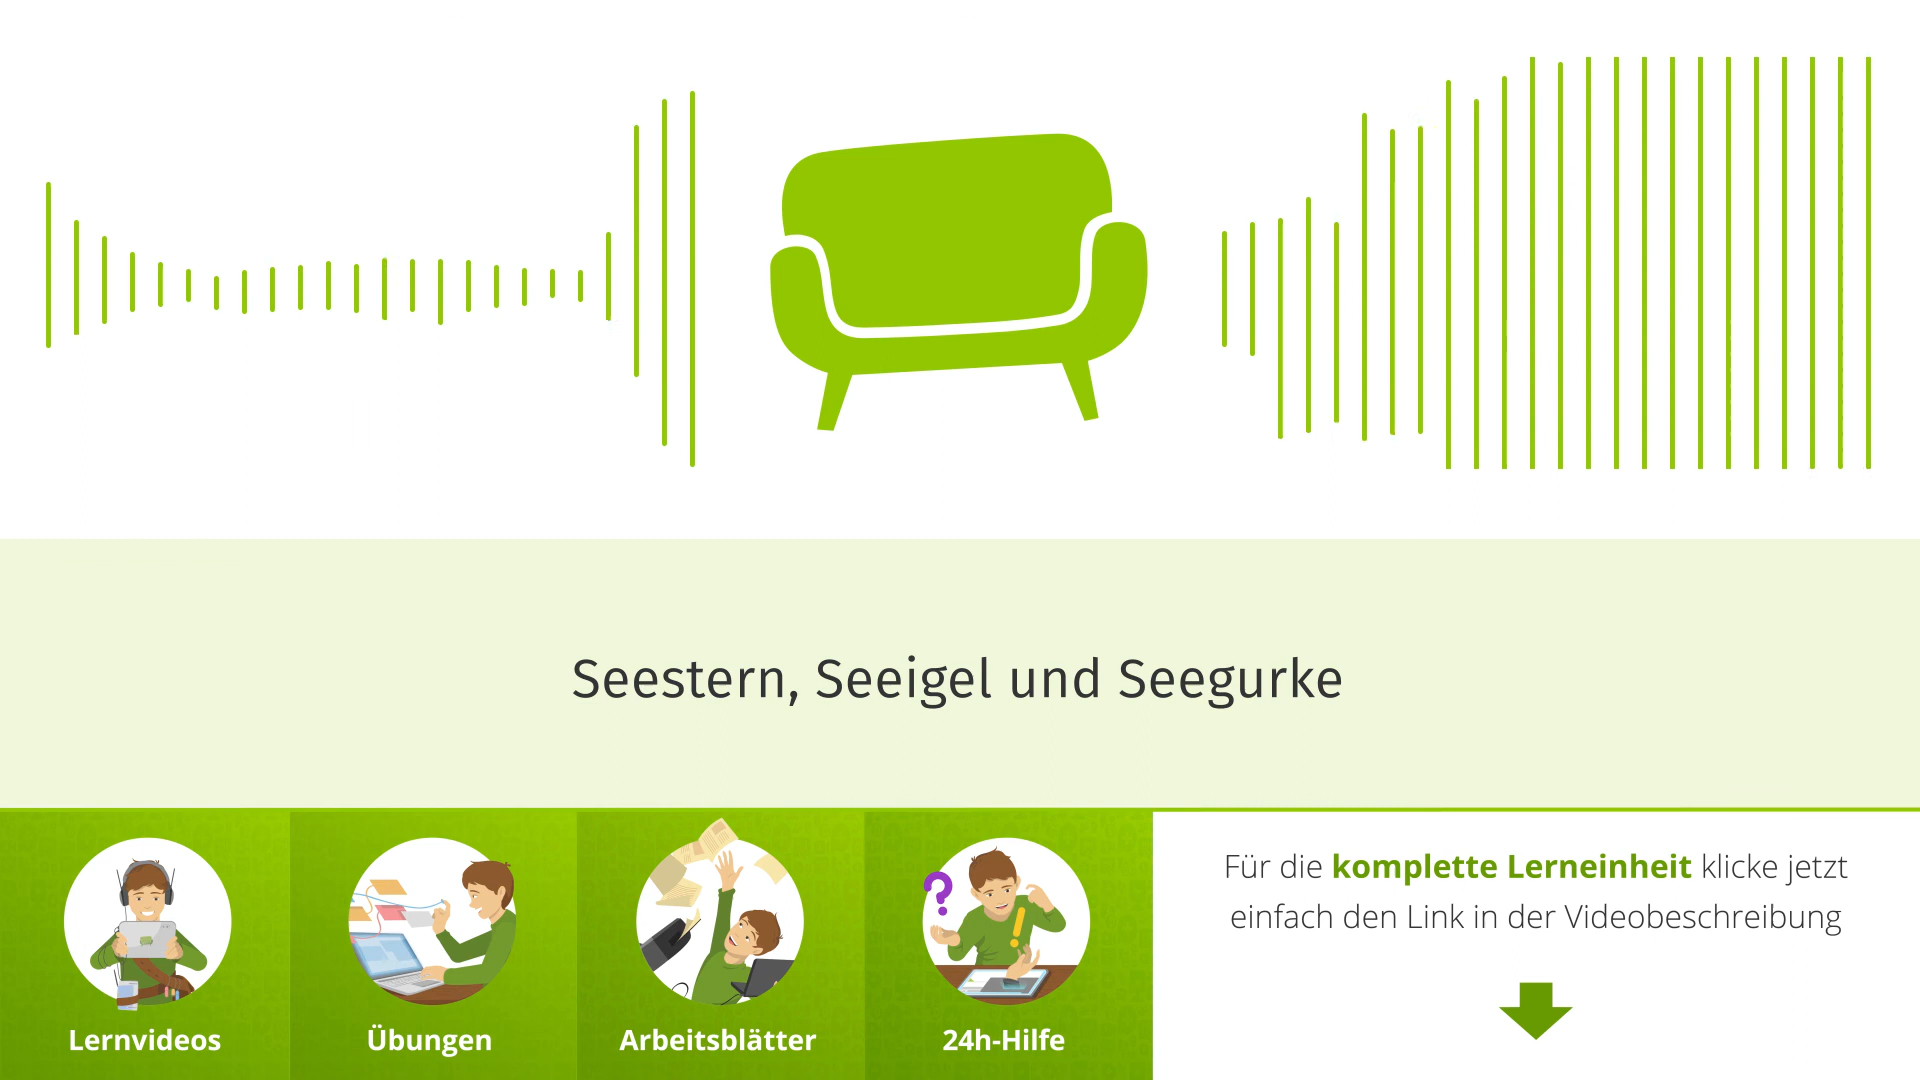 Seestern, Seeigel und Seegurke
Lernvideos
Übungen
Arbeitsblätter
24h-Hilfe
Für die komplette Lerneinheit klicke jetzt
einfach den Link in der Videobeschreibung